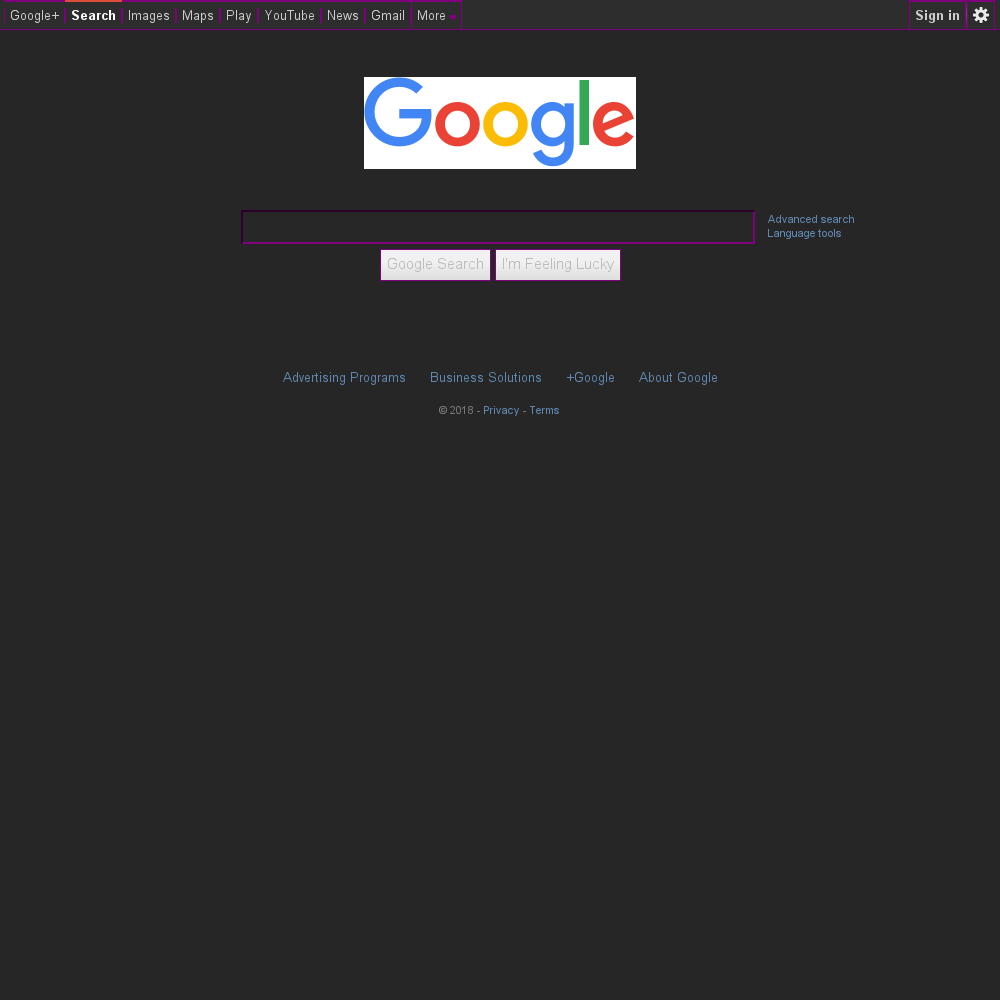 Google+ Search Images Maps Play YouTube News Gmail More Sign in
Google
Advanced search
Language tools
Google Search I'm Feeling Lucky
Advertising Programs Business Solutions +Google About Google
© 2018 - Privacy - Terms